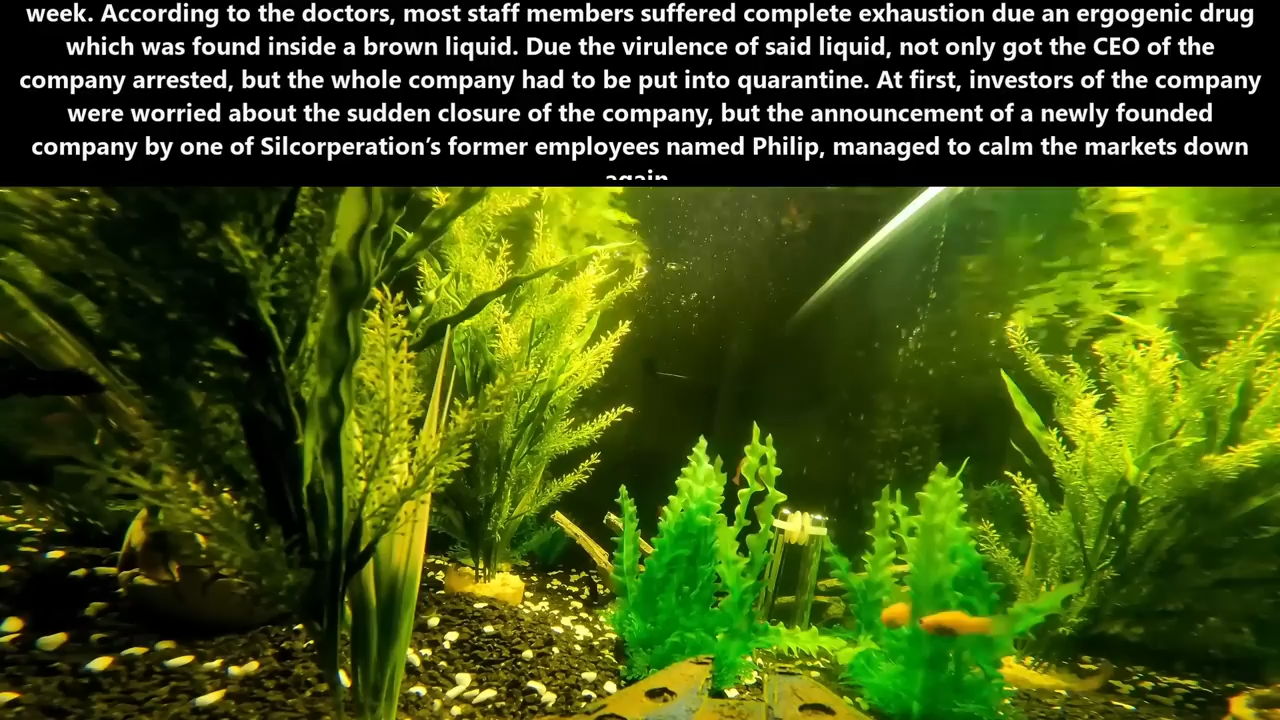 week. According to the doctors, most staff members suffered complete exhaustion due an ergogenic drug
which was found inside a brown liquid. Due the virulence of said liquid, not only got the CEO of the
company arrested, but the whole company had to be put into quarantine. At first, investors of the company
were worried about the sudden closure of the company, but the announcement of a newly founded
company by one of Silcorperation’s former employees named Philip, managed to calm the markets down
again.